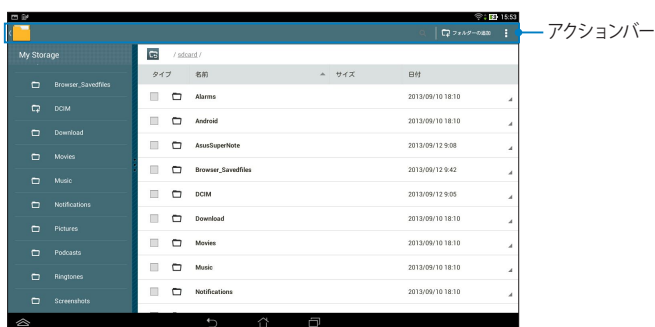 15:53
フォルダーの追加
アクションバー
My Storage
Browser_Savedfiles
DCIM
Download
Movies
Music
Notifications
Pictures
Podcasts
Ringtones
Screenshots
/ sdcard /
タイプ 名前 サイズ 日付
Alarms 2013/09/10 18:10
Android 2013/09/10 18:10
AsusSuperNote 2013/09/12 9:08
Browser_Savedfiles 2013/09/12 9:42
DCIM 2013/09/12 9:05
Download 2013/09/10 18:10
Movies 2013/09/10 18:10
Music 2013/09/10 18:10
Notifications 2013/09/10 18:10